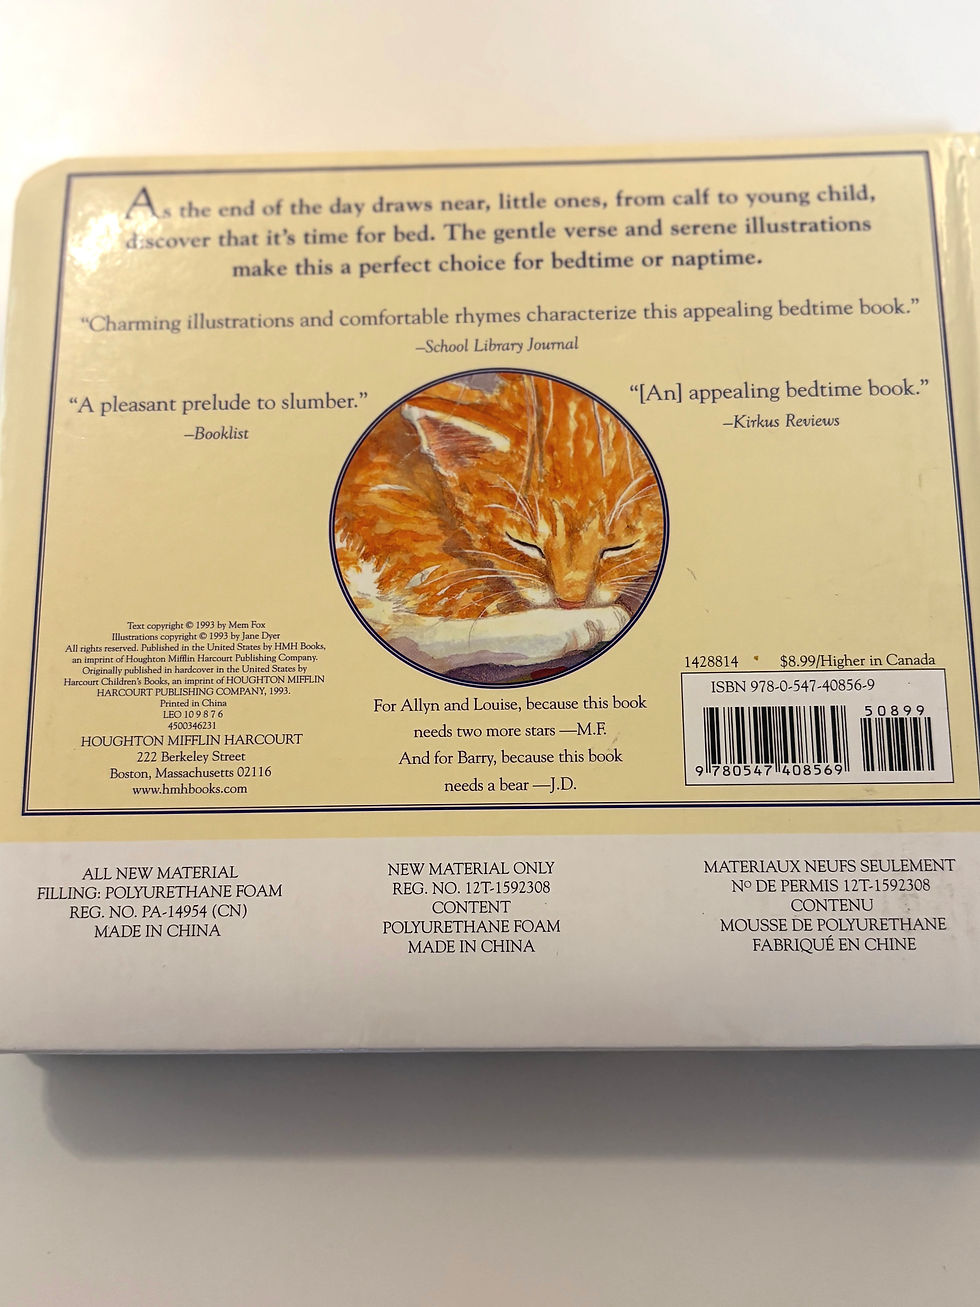 As the end of the day draws near, little ones, from calf to young child,
discover that it's time for bed. The gentle verse and serene illustrations
make this a perfect choice for bedtime or naptime.
“Charming illustrations and comfortable rhymes characterize this appealing bedtime book.”
–School Library Journal
“A pleasant prelude to slumber.”
–Booklist
“[An] appealing bedtime book.”
–Kirkus Reviews
Text copyright © 1993 by Mem Fox
Illustrations copyright © 1993 by Jane Dyer
All rights reserved. Published in the United States by HMH Books,
an imprint of Houghton Mifflin Harcourt Publishing Company.
Originally published in hardcover in the United States by
Harcourt Children's Books, an imprint of HOUGHTON MIFFLIN
HARCOURT PUBLISHING COMPANY, 1993.
Printed in China
LEO 10 9 8 7 6
4500346231
HOUGHTON MIFFLIN HARCOURT
222 Berkeley Street
Boston, Massachusetts 02116
www.hmhbooks.com
For Allyn and Louise, because this book
needs two more stars —M.F.
And for Barry, because this book
needs a bear —J.D.
1428814 $8.99/Higher in Canada
ISBN 978-0-547-40856-9
50899
9 780547 408569
ALL NEW MATERIAL
FILLING: POLYURETHANE FOAM
REG. NO. PA-14954 (CN)
MADE IN CHINA
NEW MATERIAL ONLY
REG. NO. 12T-1592308
CONTENT
POLYURETHANE FOAM
MADE IN CHINA
MATERIAUX NEUFS SEULEMENT
Nº DE PERMIS 12T-1592308
CONTENU
MOUSSE DE POLYURETHANE
FABRIQUÉ EN CHINE